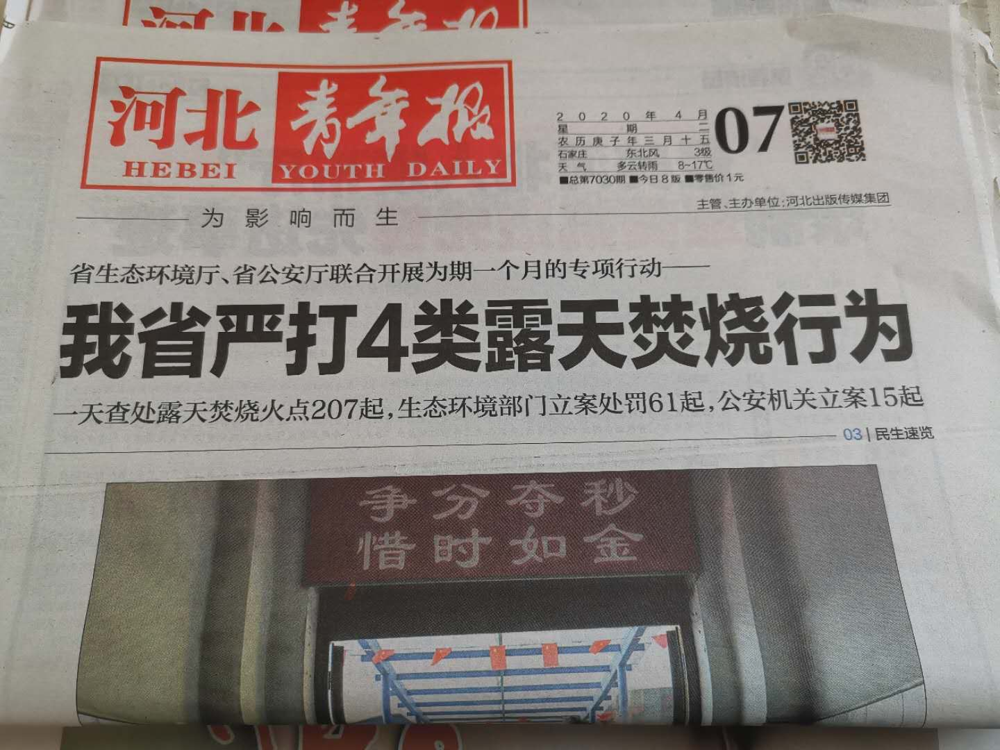 河北 青年报
HEBEI YOUTH DAILY
2020年4月
星期二
07
农历庚子年三月十五
石家庄 东北风 3级
天气 多云转雨 8~17℃
■总第7030期 ■今日8版 ■零售价1元
主管、主办单位:河北出版传媒集团
为影响而生
省生态环境厅、省公安厅联合开展为期一个月的专项行动——
我省严打4类露天焚烧行为
一天查处露天焚烧火点207起,生态环境部门立案处罚61起,公安机关立案15起
03 | 民生速览
争分夺秒
惜时如金